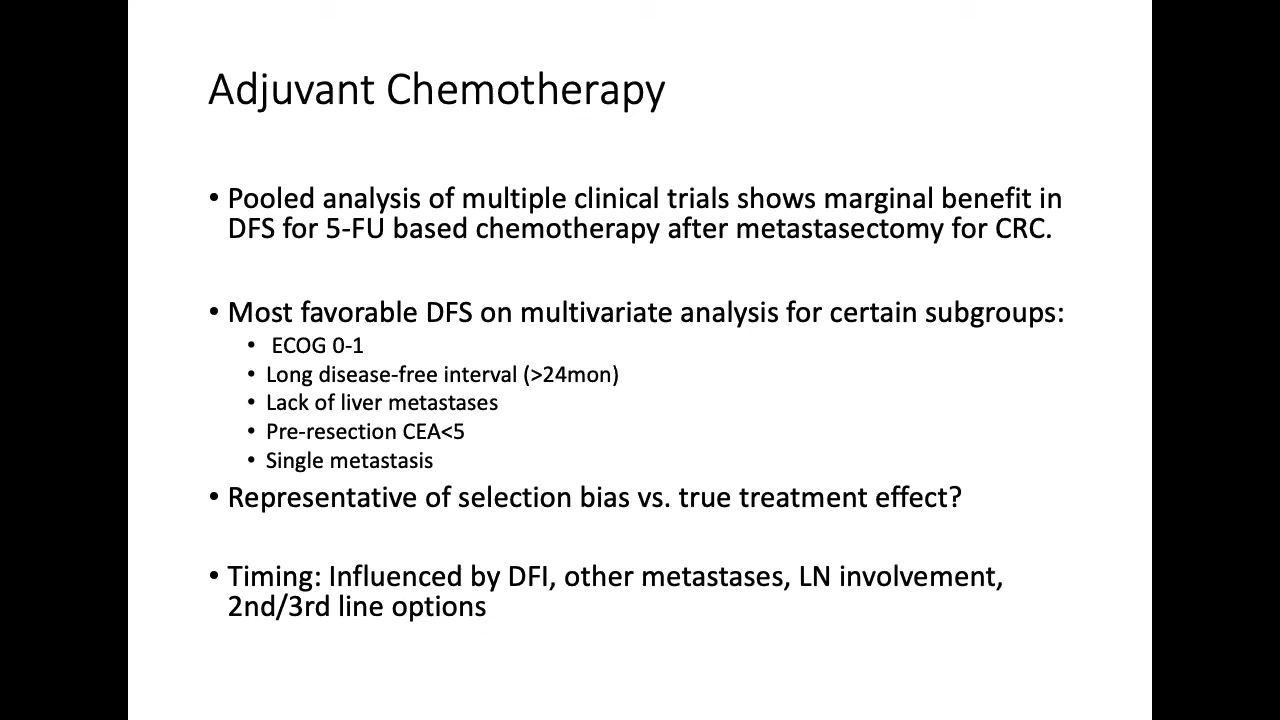 Adjuvant Chemotherapy
• Pooled analysis of multiple clinical trials shows marginal benefit in
DFS for 5-FU based chemotherapy after metastasectomy for CRC.
• Most favorable DFS on multivariate analysis for certain subgroups:
• ECOG 0-1
• Long disease-free interval (>24mon)
• Lack of liver metastases
• Pre-resection CEA<5
• Single metastasis
• Representative of selection bias vs. true treatment effect?
• Timing: Influenced by DFI, other metastases, LN involvement,
2nd/3rd line options